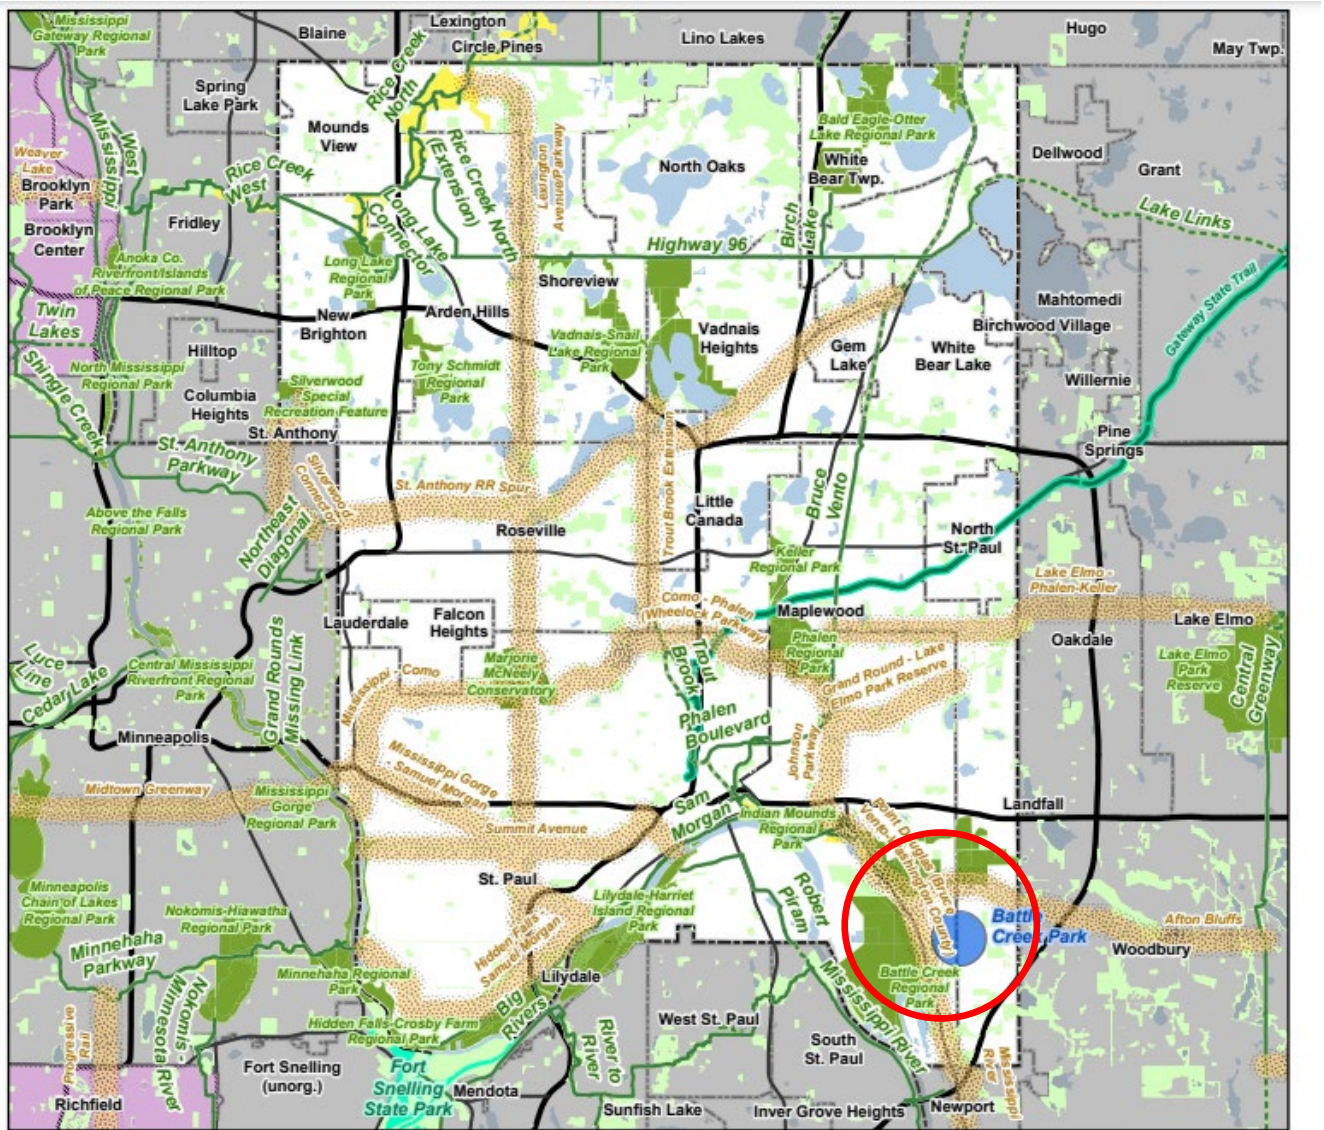 Mississippi
Gateway Regional
Park
Blaine
Lexington
Circle Pines
Lino Lakes
Hugo
May Twp.
Spring
Lake Park
Rice Creek
North
Mounds
View
Rice Creek North
(Extension)
Lexington
Avenue/Parkway
North Oaks
Bald Eagle-Otter
Lake Regional Park
White
Bear Twp.
Dellwood
Grant
Lake Links
Weaver
Lake
Brooklyn
Park
West
Mississippi
Rice Creek
West
Fridley
Brooklyn
Center
Long Lake
Connector
Birch
Lake
Highway 96
Anoka Co.
Riverfront/Islands
of Peace Regional Park
Long Lake
Regional
Park
Shoreview
Gateway State Trail
Twin
Lakes
New
Brighton
Arden Hills
Mahtomedi
Birchwood Village
Vadnais-Snail
Lake Regional
Park
Vadnais
Heights
Gem
Lake
White
Bear Lake
Hilltop
Shingle Creek
North Mississippi
Regional Park
Tony Schmidt
Regional
Park
Willernie
Columbia
Heights
Silverwood
Special
Recreation Feature
St. Anthony
Pine
Springs
St. Anthony
Parkway
Silverwood
Connector
St. Anthony RR Spur
Trout Brook Extension
Bruce
Vento
Above the Falls
Regional Park
Northeast
Diagonal
Roseville
Little
Canada
North
St. Paul
Keller
Regional Park
Lake Elmo -
Phalen-Keller
Como - Phalen
Wheelock Parkway
Maplewood
Lauderdale
Falcon
Heights
Lake Elmo
Oakdale
Luce
Line
Cedar Lake
Central Mississippi
Riverfront Regional
Park
Grand Rounds
Missing Link
Mississippi - Como
Marjorie
McNeely
Conservatory
Trout
Brook
Phalen
Regional
Park
Grand Round - Lake
Elmo Park Reserve
Lake Elmo
Park
Reserve
Central
Greenway
Phalen
Boulevard
Minneapolis
Johnson
Parkway
Mississippi Gorge
- Samuel Morgan
Midtown Greenway
Mississippi
Gorge
Regional Park
Sam
Morgan
Indian Mounds
Regional
Park
Landfall
Summit Avenue
Point Douglas (Bruce
Vento-Washington County)
St. Paul
Minneapolis
Chain of Lakes
Regional Park
Nokomis-Hiawatha
Regional Park
Lilydale-Harriet
Island Regional
Park
Robert
Piram
Battle
Creek Park
Afton Bluffs
Woodbury
Minnehaha
Parkway
Minnehaha Regional
Park
Hidden Falls -
Samuel Morgan
Lilydale
Battle Creek
Regional
Park
Mississippi River
Nokomis -
Minnesota River
Big
Rivers
Hidden Falls-Crosby Farm
Regional Park
West St. Paul
South
St. Paul
Progressive
Rail
Fort Snelling
(unorg.)
Fort
Snelling
State Park
River to
River
Mississippi
River
Richfield
Mendota
Sunfish Lake
Inver Grove Heights
Newport